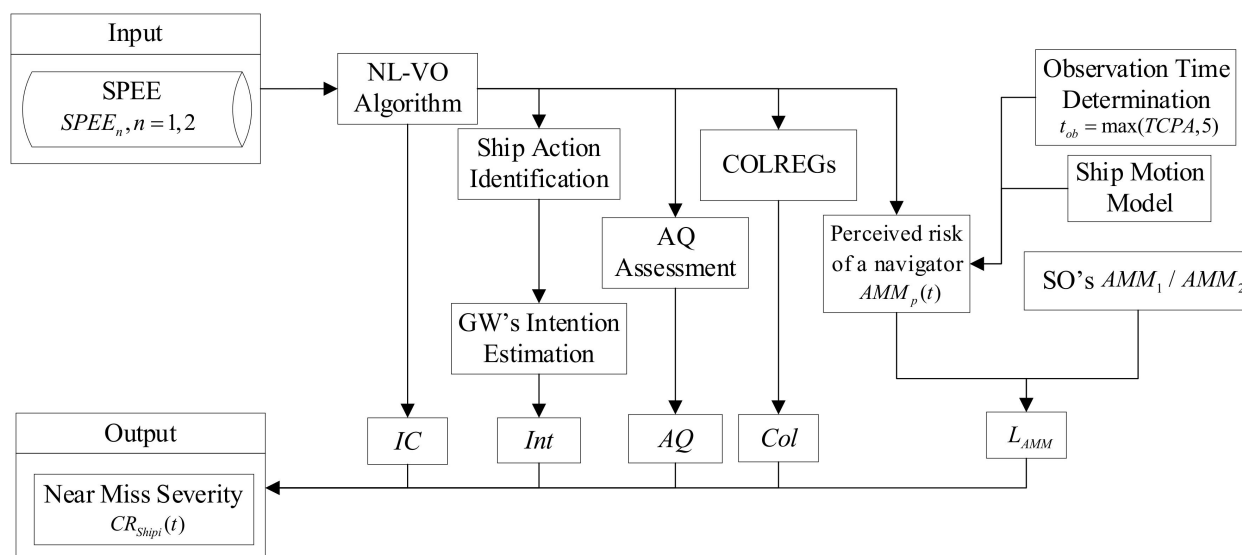 Input
SPEE
SPEE_n, n = 1,2
NL-VO
Algorithm
Ship Action
Identification
GW's Intention
Estimation
AQ
Assessment
COLREGs
Perceived risk
of a navigator
AMM_p(t)
Observation Time
Determination
t_ob = max(TCPA,5)
Ship Motion
Model
SO's AMM_1 / AMM_2
Output
Near Miss Severity
CR_Shipi(t)
IC
Int
AQ
Col
L_AMM